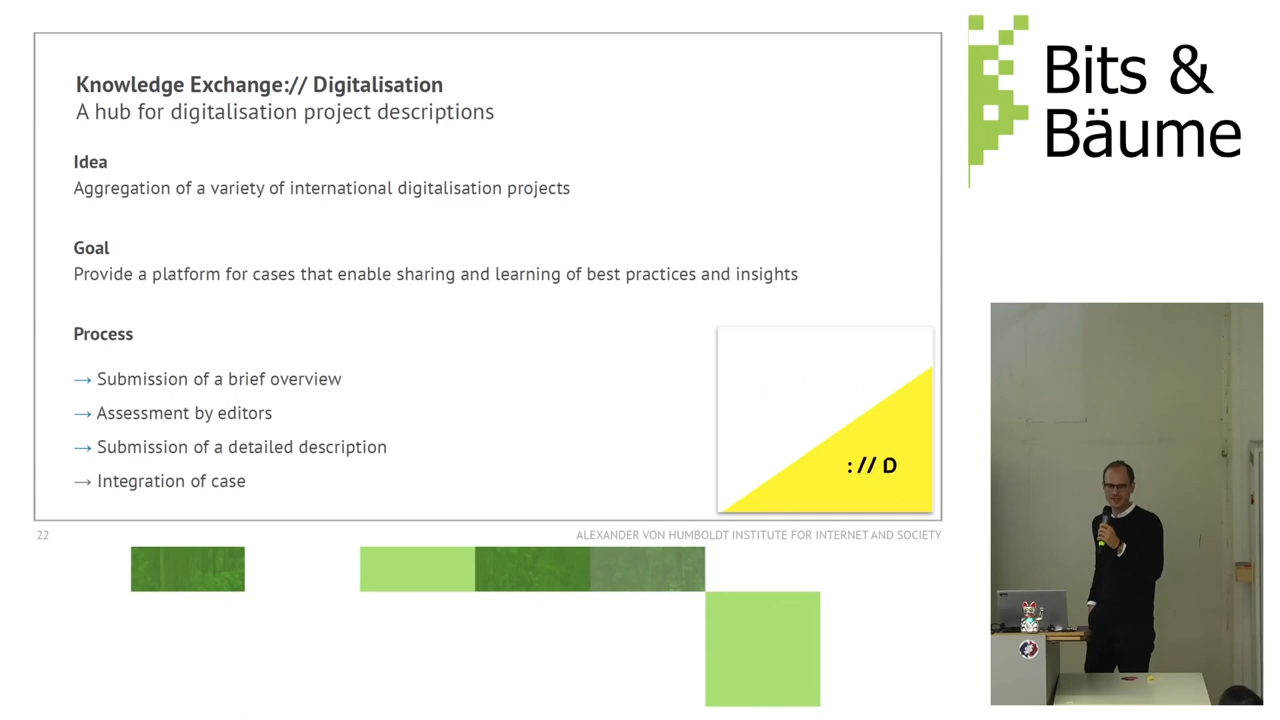 Knowledge Exchange:// Digitalisation
A hub for digitalisation project descriptions
Idea
Aggregation of a variety of international digitalisation projects
Goal
Provide a platform for cases that enable sharing and learning of best practices and insights
Process
→ Submission of a brief overview
→ Assessment by editors
→ Submission of a detailed description
→ Integration of case
:// D
22
ALEXANDER VON HUMBOLDT INSTITUTE FOR INTERNET AND SOCIETY
Bits &
Bäume